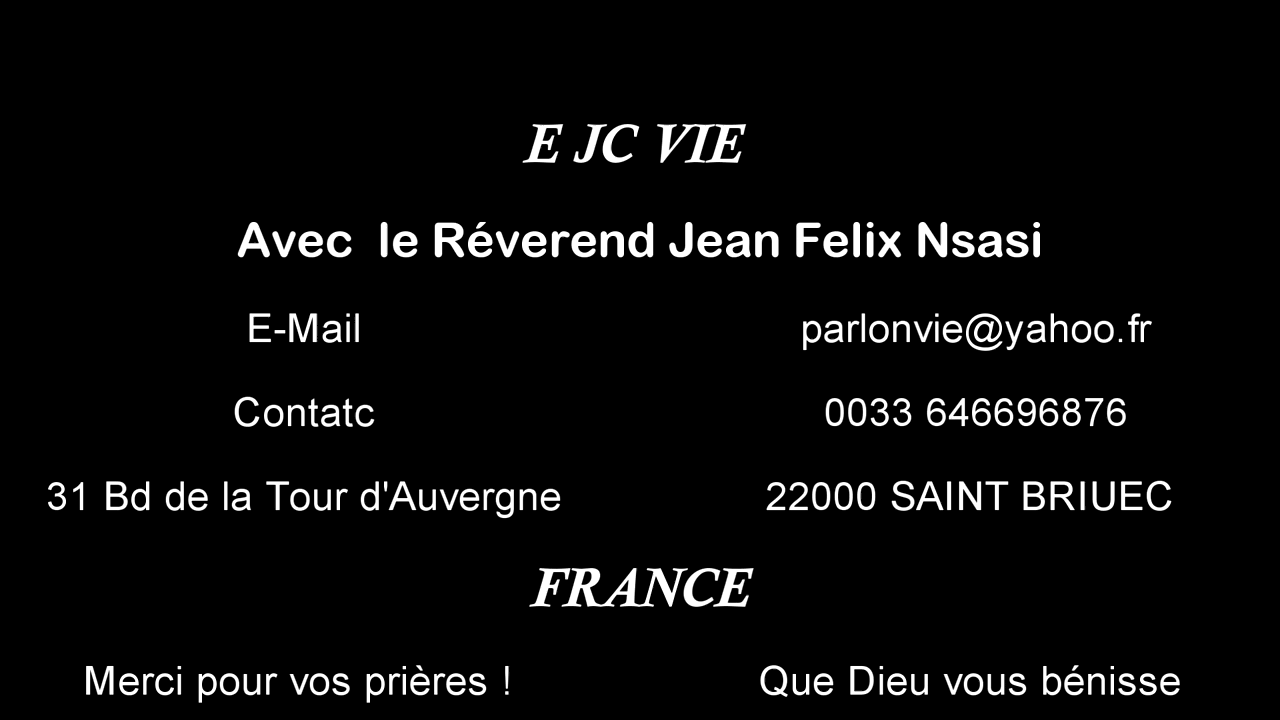 E JC VIE
Avec le Réverend Jean Felix Nsasi
E-Mail parlonvie@yahoo.fr
Contatc 0033 646696876
31 Bd de la Tour d'Auvergne 22000 SAINT BRIUEC
FRANCE
Merci pour vos prières ! Que Dieu vous bénisse